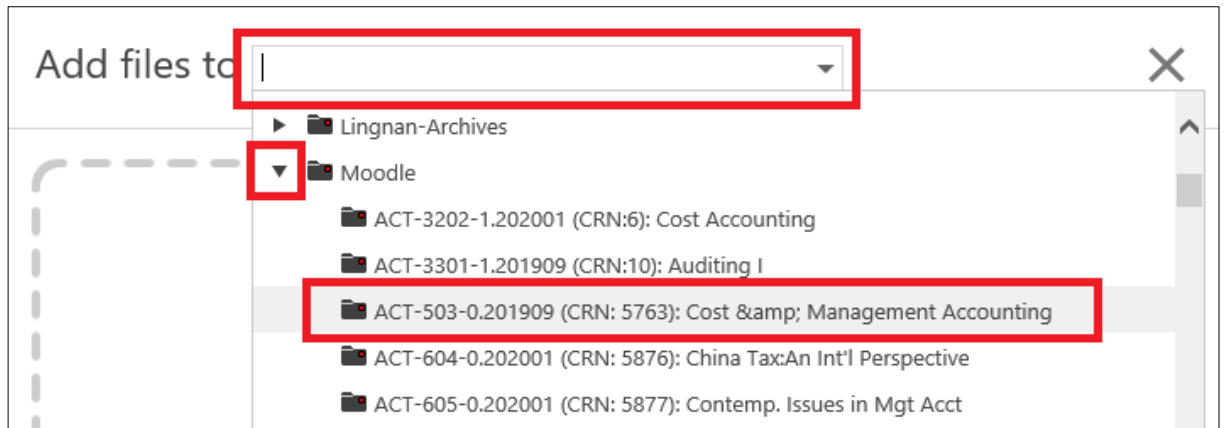 Add files to
Lingnan-Archives
Moodle
ACT-3202-1.202001 (CRN:6): Cost Accounting
ACT-3301-1.201909 (CRN:10): Auditing I
ACT-503-0.201909 (CRN: 5763): Cost &amp; Management Accounting
ACT-604-0.202001 (CRN: 5876): China Tax:An Int'l Perspective
ACT-605-0.202001 (CRN: 5877): Contemp. Issues in Mgt Acct